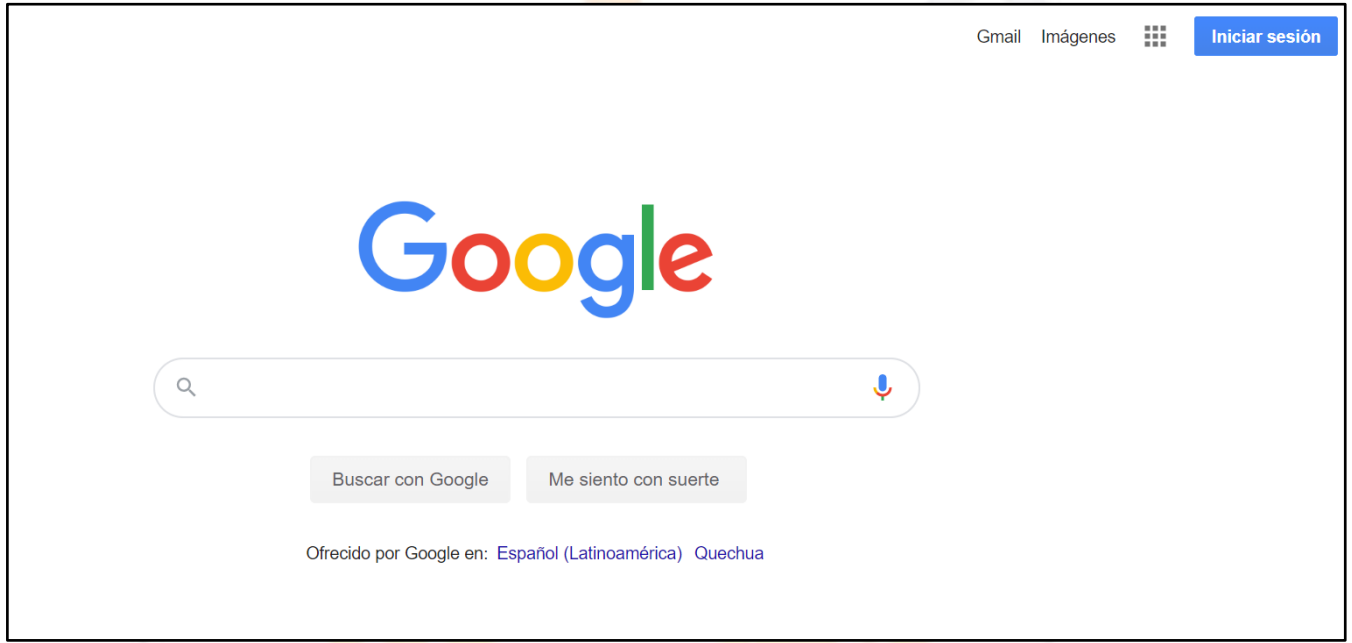 Gmail Imágenes Iniciar sesión
Google
Buscar con Google Me siento con suerte
Ofrecido por Google en: Español (Latinoamérica) Quechua